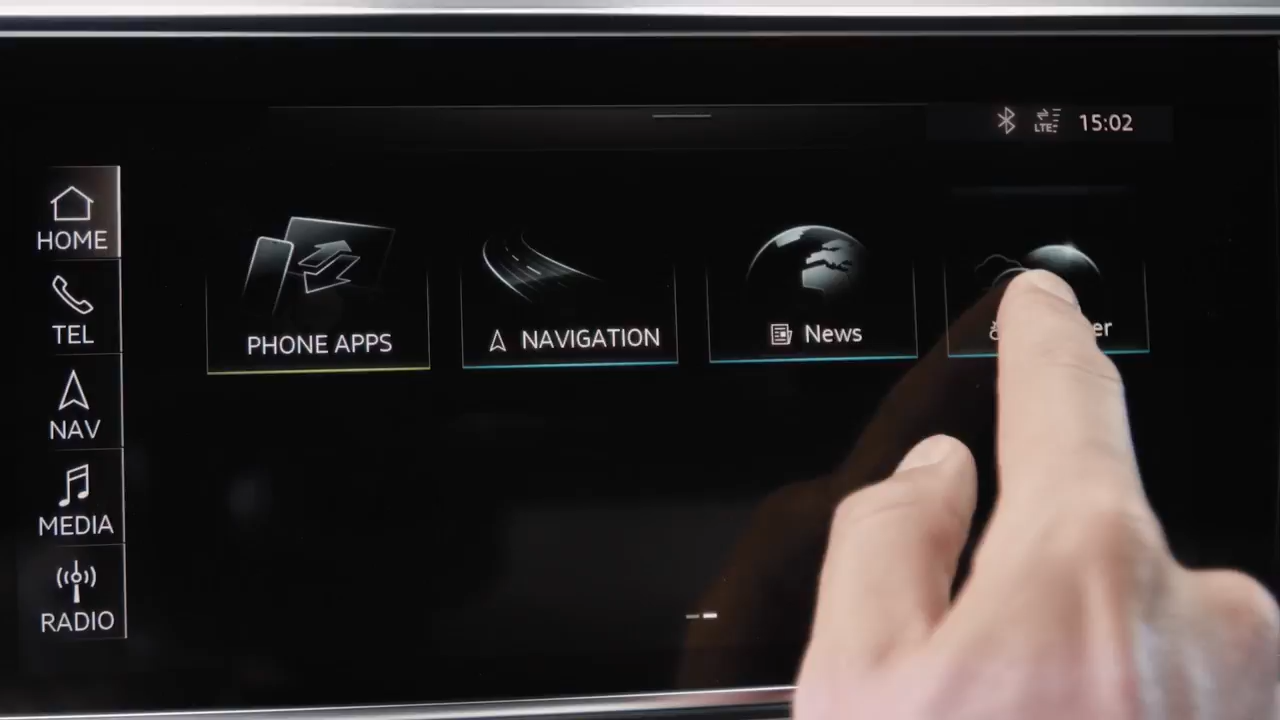 LTE 15:02
HOME
TEL
NAV
MEDIA
RADIO
PHONE APPS
NAVIGATION
News